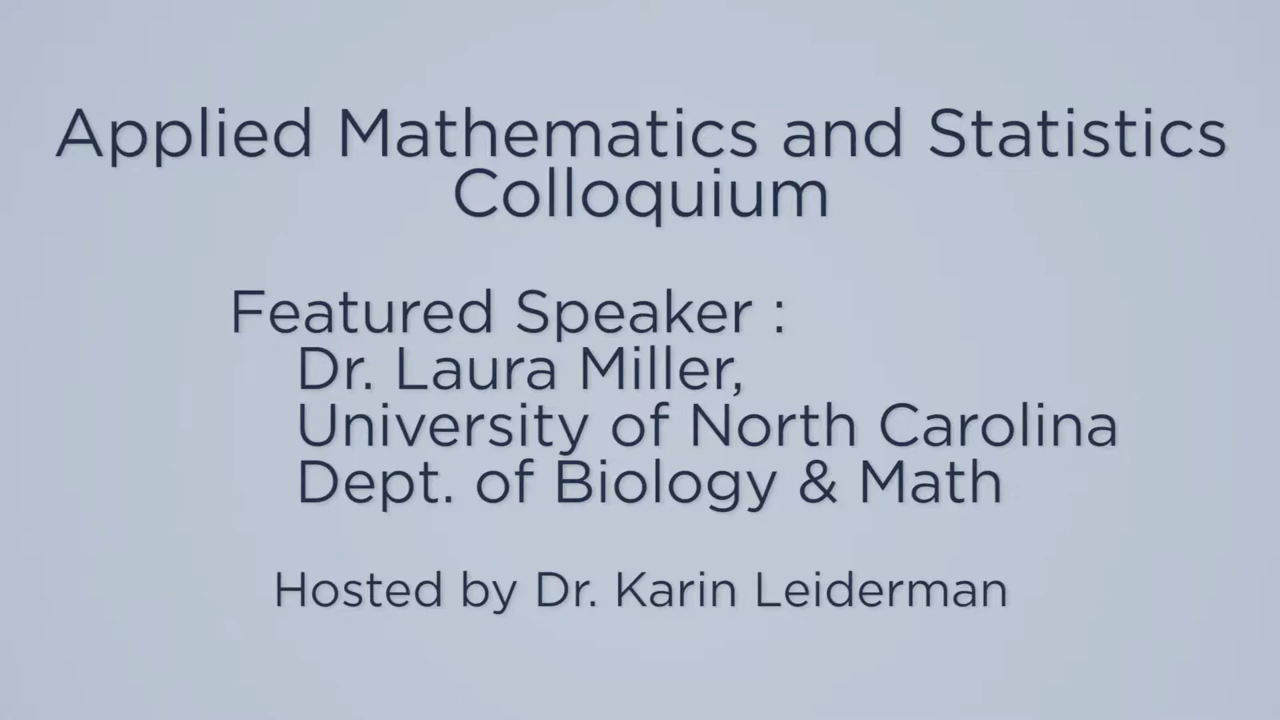 Applied Mathematics and Statistics
Colloquium
Featured Speaker :
Dr. Laura Miller,
University of North Carolina
Dept. of Biology & Math
Hosted by Dr. Karin Leiderman